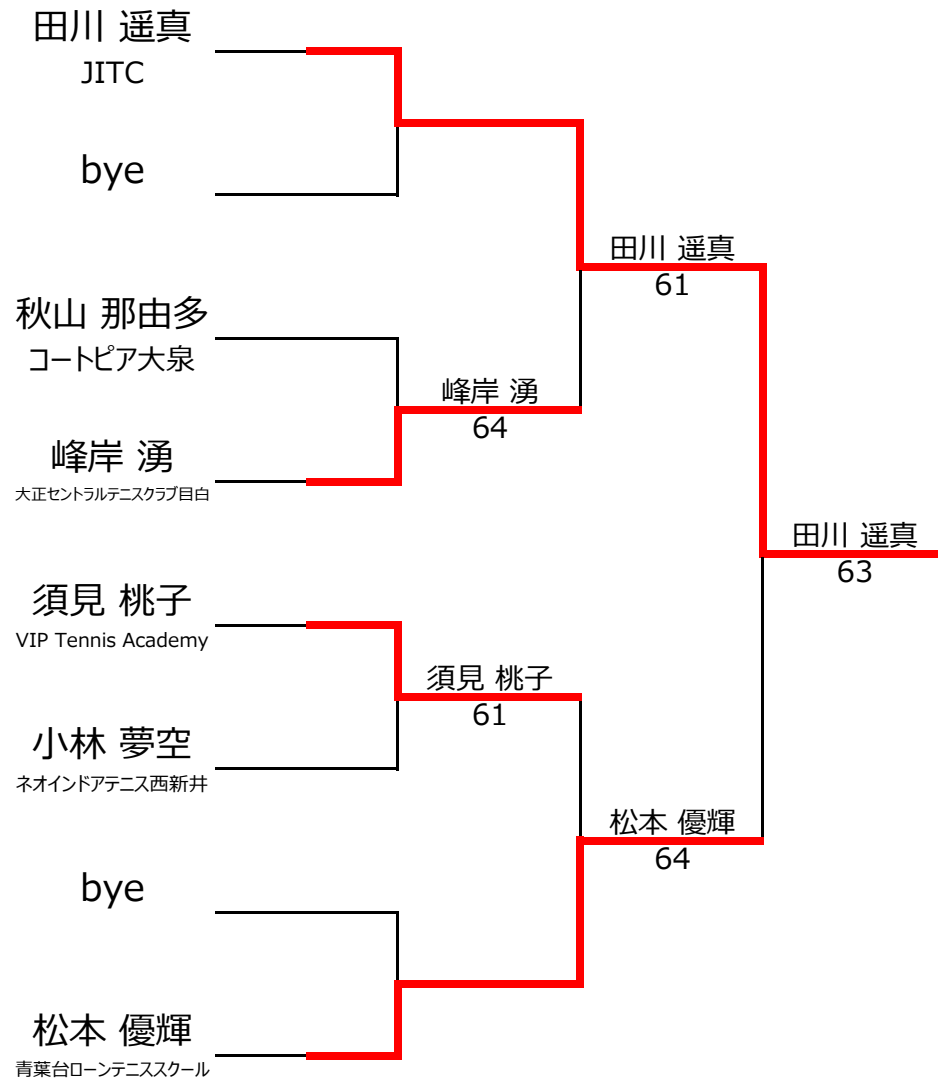 田川 遥真
JITC
bye
秋山 那由多
コートピア大泉
峰岸 湧
大正セントラルテニスクラブ目白
須見 桃子
VIP Tennis Academy
小林 夢空
ネオインドアテニス西新井
bye
松本 優輝
青葉台ローンテニススクール
峰岸 湧
64
須見 桃子
61
田川 遥真
61
松本 優輝
64
田川 遥真
63